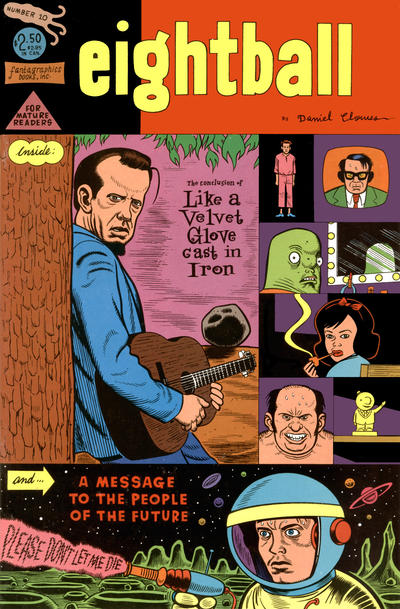 NUMBER 10
$2.50
$2.95
IN CAN.
fantagraphics
BOOKS, INC.
FOR
MATURE
READERS
eightball
By Daniel Clowes
Inside:
The conclusion of
Like a
Velvet
Glove
cast in
Iron
and...
A MESSAGE
TO THE PEOPLE
OF THE FUTURE
PLEASE DON'T LET ME DIE